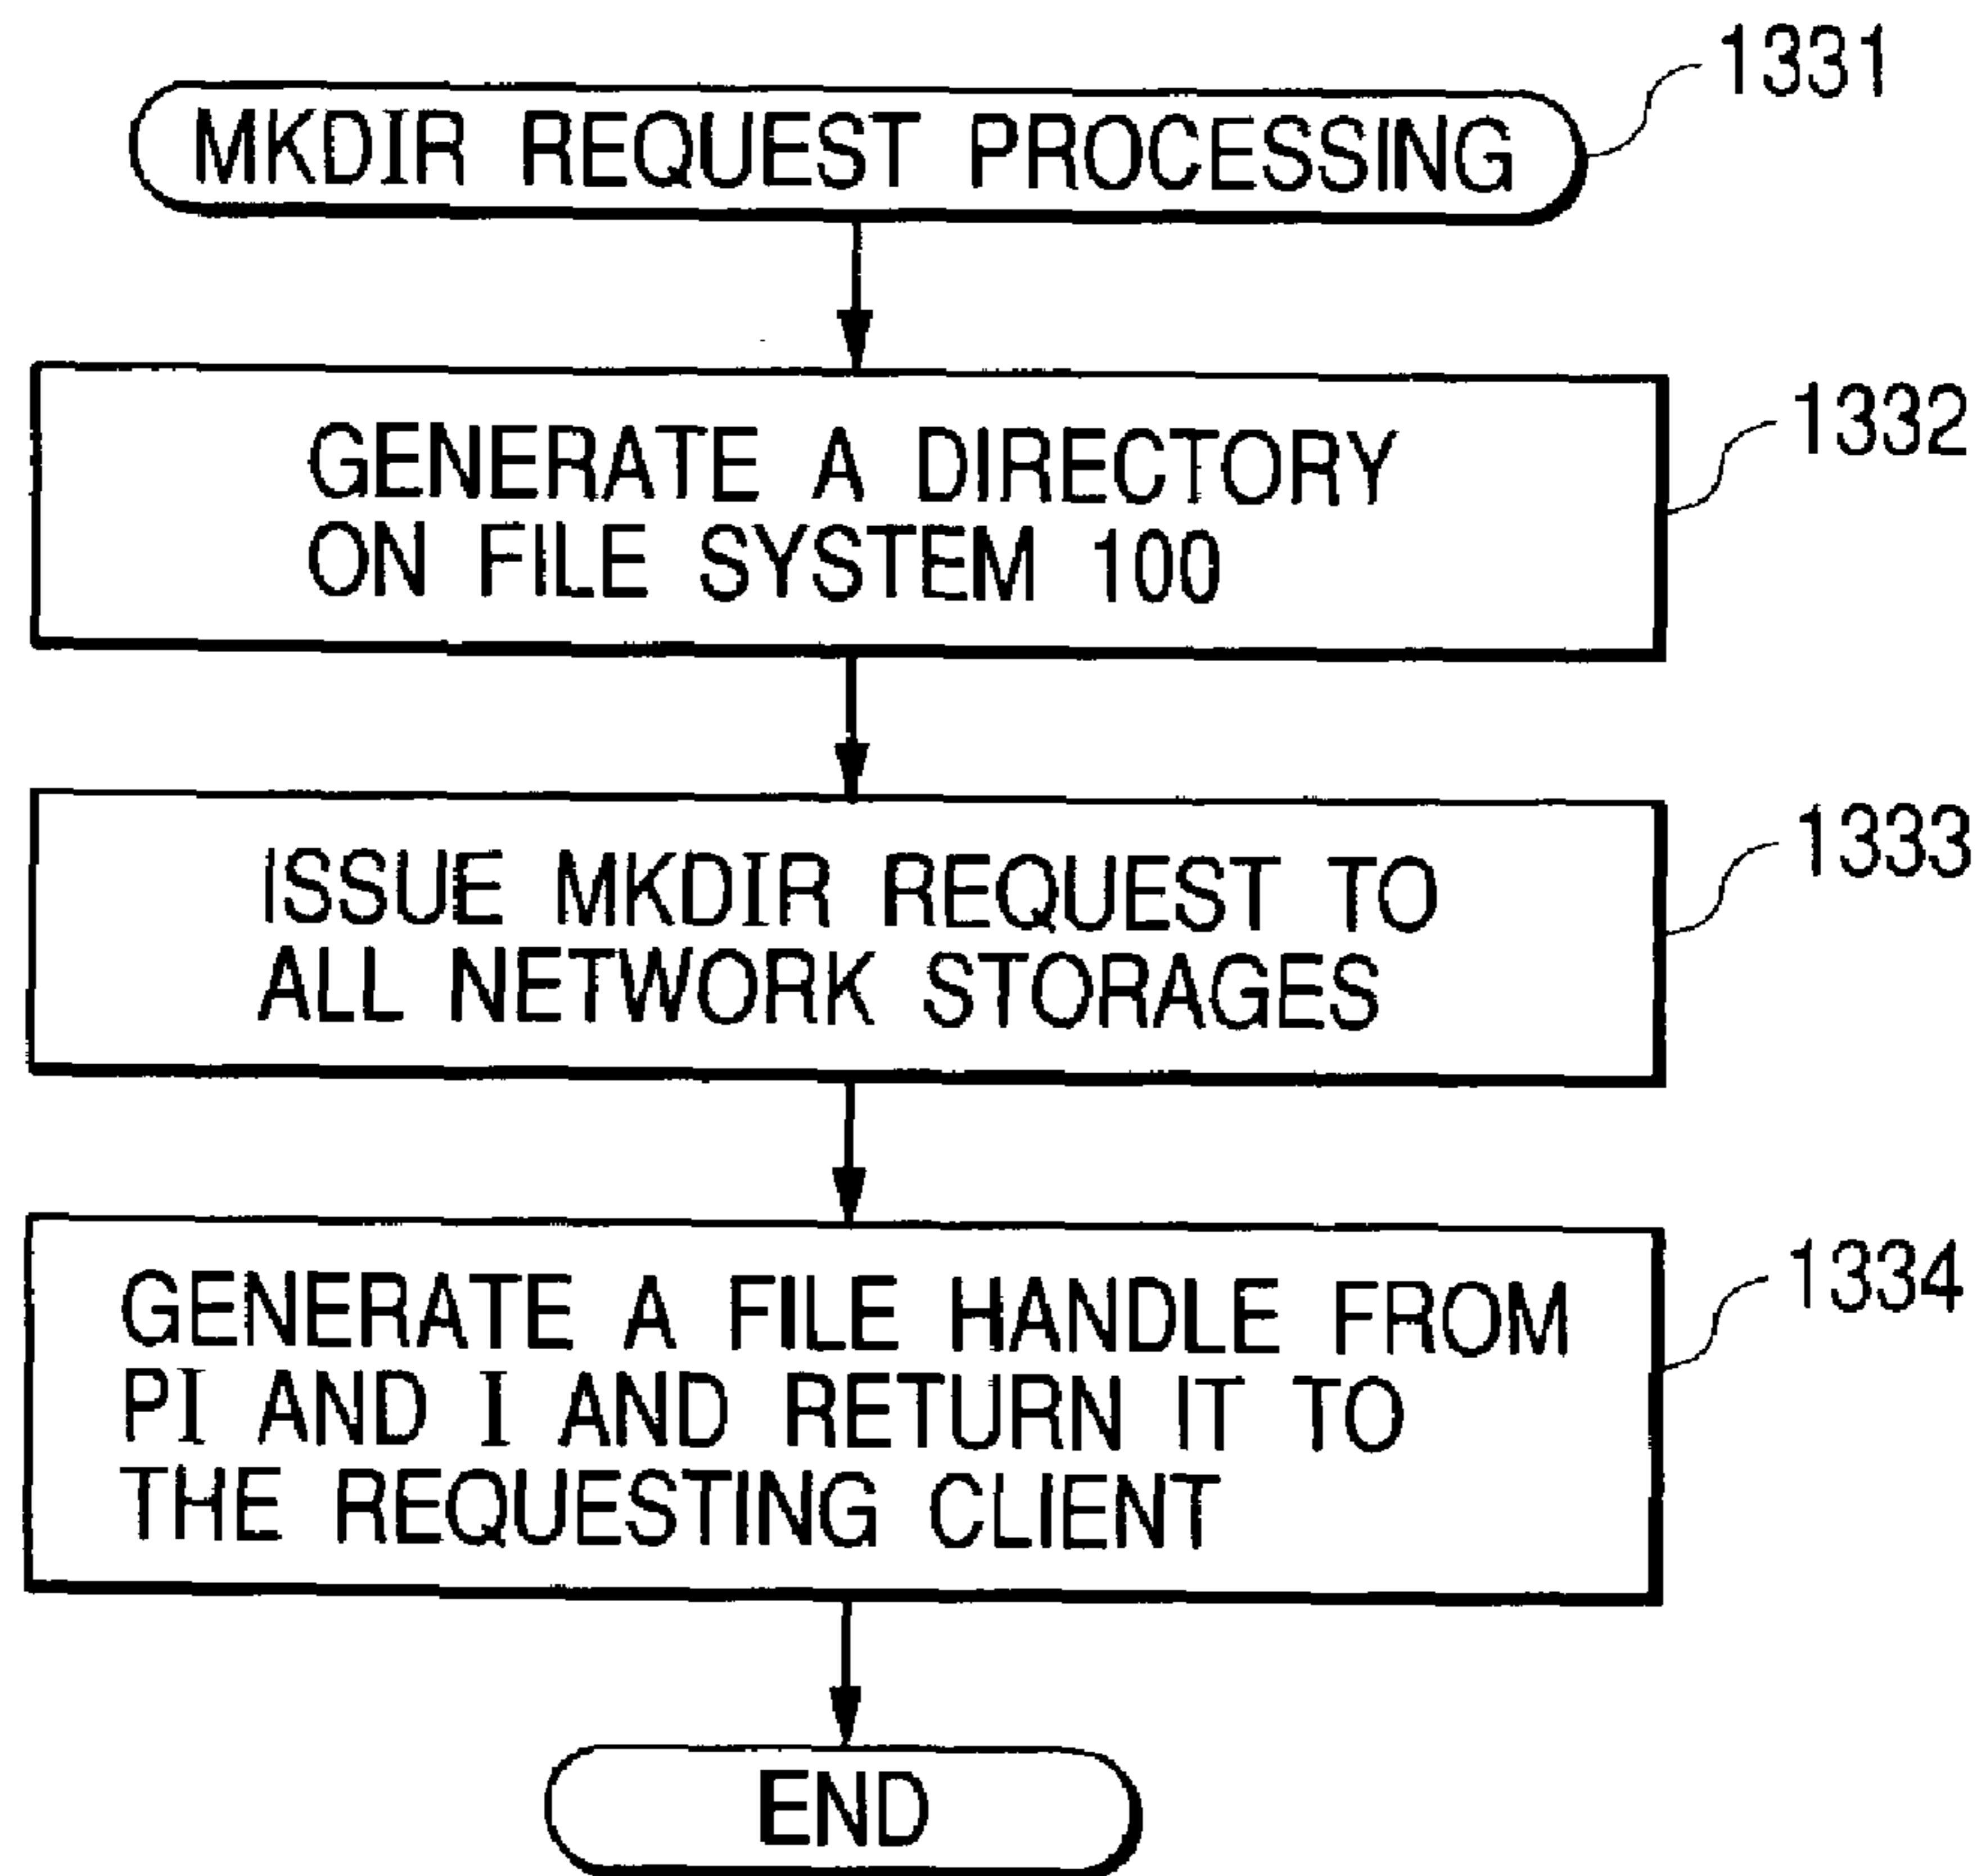 1331
MKDIR REQUEST PROCESSING
1332
GENERATE A DIRECTORY
ON FILE SYSTEM 100
1333
ISSUE MKDIR REQUEST TO
ALL NETWORK STORAGES
1334
GENERATE A FILE HANDLE FROM
PI AND I AND RETURN IT TO
THE REQUESTING CLIENT
END